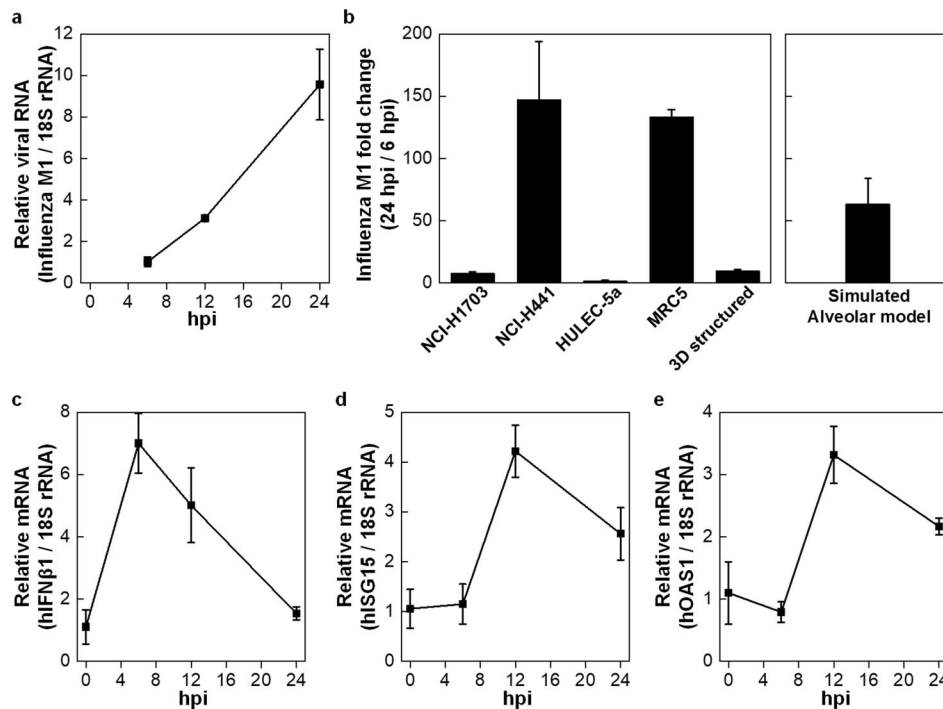 a
Relative viral RNA
(Influenza M1 / 18S rRNA)
12
10
8
6
4
2
0
0 4 8 12 16 20 24
hpi
b
Influenza M1 fold change
(24 hpi / 6 hpi)
200
150
100
50
0
NCI-H1703
NCI-H441
HULEC-5a
MRC5
3D structured
Simulated
Alveolar model
c
Relative mRNA
(hIFNβ1 / 18S rRNA)
8
6
4
2
0
0 4 8 12 16 20 24
hpi
d
Relative mRNA
(hISG15 / 18S rRNA)
5
4
3
2
1
0
0 4 8 12 16 20 24
hpi
e
Relative mRNA
(hOAS1 / 18S rRNA)
4
3
2
1
0
0 4 8 12 16 20 24
hpi